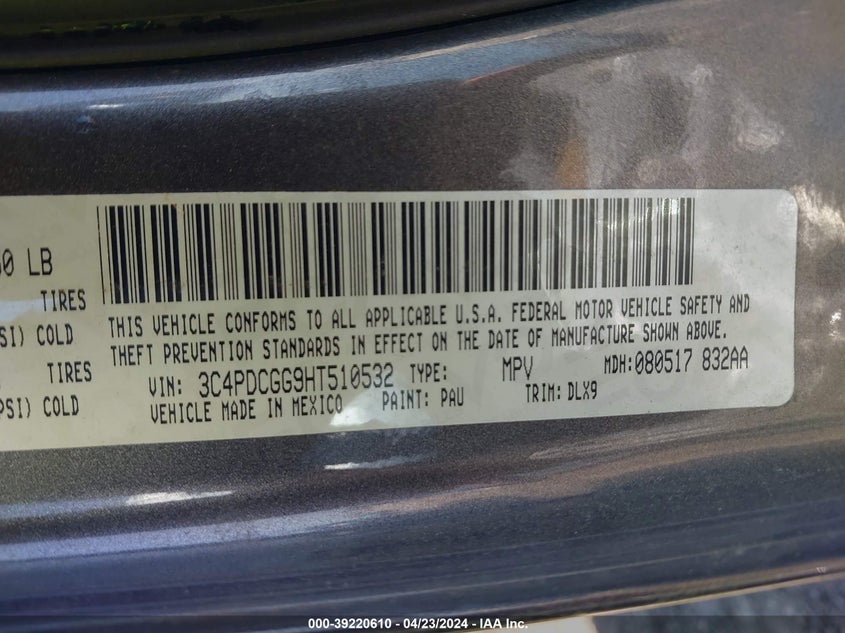 0 LB
TIRES
PSI) COLD
TIRES
PSI) COLD
THIS VEHICLE CONFORMS TO ALL APPLICABLE U.S.A. FEDERAL MOTOR VEHICLE SAFETY AND
THEFT PREVENTION STANDARDS IN EFFECT ON THE DATE OF MANUFACTURE SHOWN ABOVE.
VIN: 3C4PDCGG9HT510532 TYPE: MPV MDH:080517 832AA
VEHICLE MADE IN MEXICO PAINT: PAU TRIM: DLX9
000-39220610 - 04/23/2024 - IAA Inc.